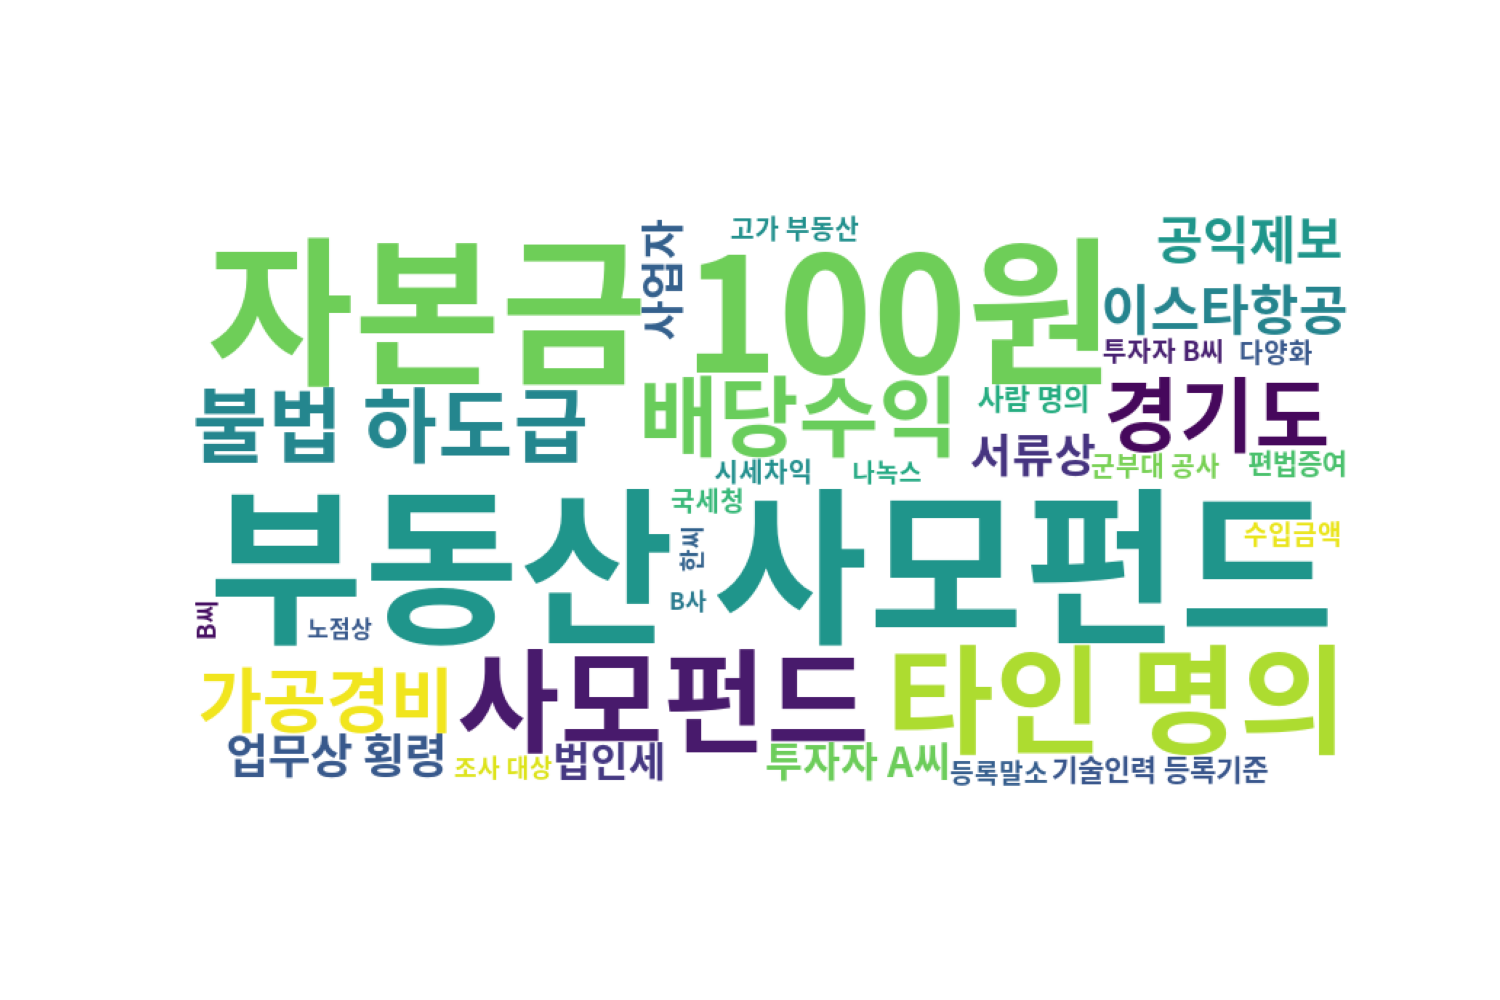 고가 부동산
공익제보
자본금 100원
사업자
이스타항공
투자자 B씨
다양화
불법 하도급
배당수익
사람 명의
경기도
서류상
군부대 공사
편법증여
시세차익
나녹스
국세청
부동산 사모펀드
수입금액
한씨
B사
B씨
노점상
가공경비
사모펀드
타인 명의
업무상 횡령
조사 대상
법인세
투자자 A씨
등록말소
기술인력 등록기준